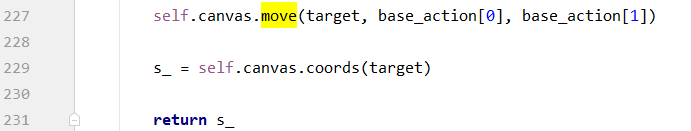 227 self.canvas.move(target, base_action[0], base_action[1])
228
229 s_ = self.canvas.coords(target)
230
231 return s_